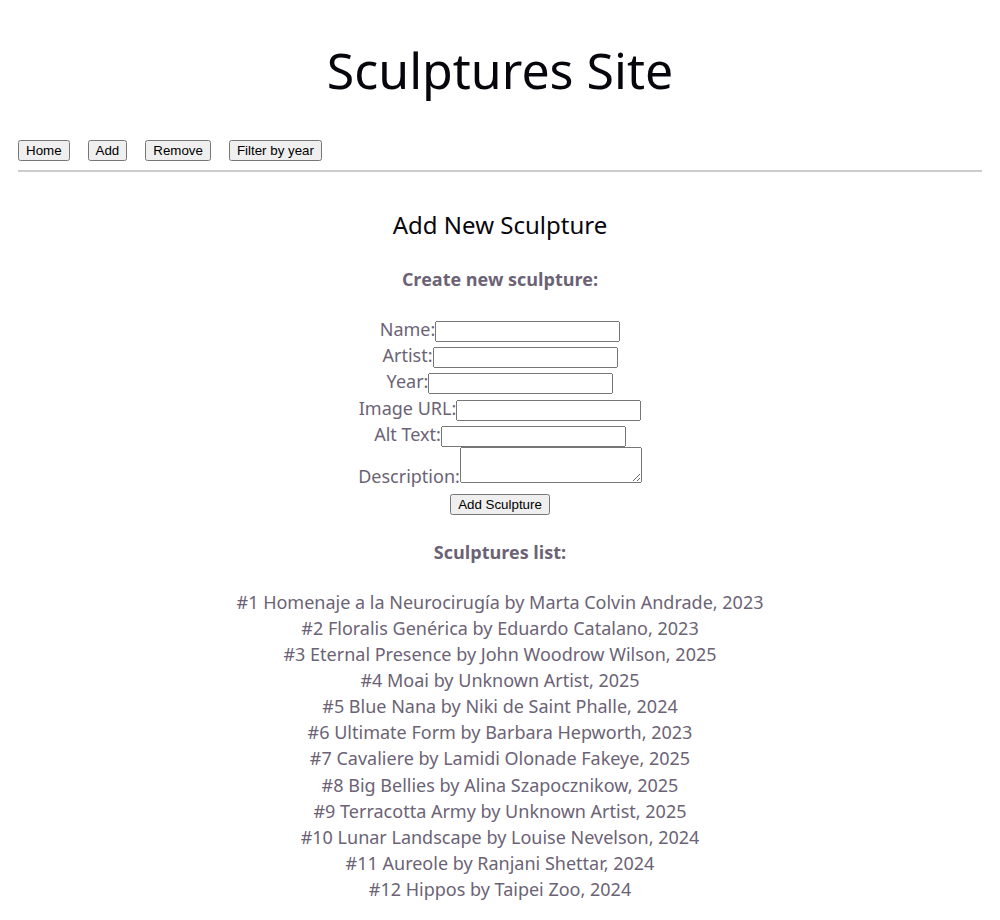 Sculptures Site
Home Add Remove Filter by year
Add New Sculpture
Create new sculpture:
Name:
Artist:
Year:
Image URL:
Alt Text:
Description:
Add Sculpture
Sculptures list:
#1 Homenaje a la Neurocirugía by Marta Colvin Andrade, 2023
#2 Floralis Genérica by Eduardo Catalano, 2023
#3 Eternal Presence by John Woodrow Wilson, 2025
#4 Moai by Unknown Artist, 2025
#5 Blue Nana by Niki de Saint Phalle, 2024
#6 Ultimate Form by Barbara Hepworth, 2023
#7 Cavaliere by Lamidi Olonade Fakeye, 2025
#8 Big Bellies by Alina Szapocznikow, 2025
#9 Terracotta Army by Unknown Artist, 2025
#10 Lunar Landscape by Louise Nevelson, 2024
#11 Aureole by Ranjani Shettar, 2024
#12 Hippos by Taipei Zoo, 2024